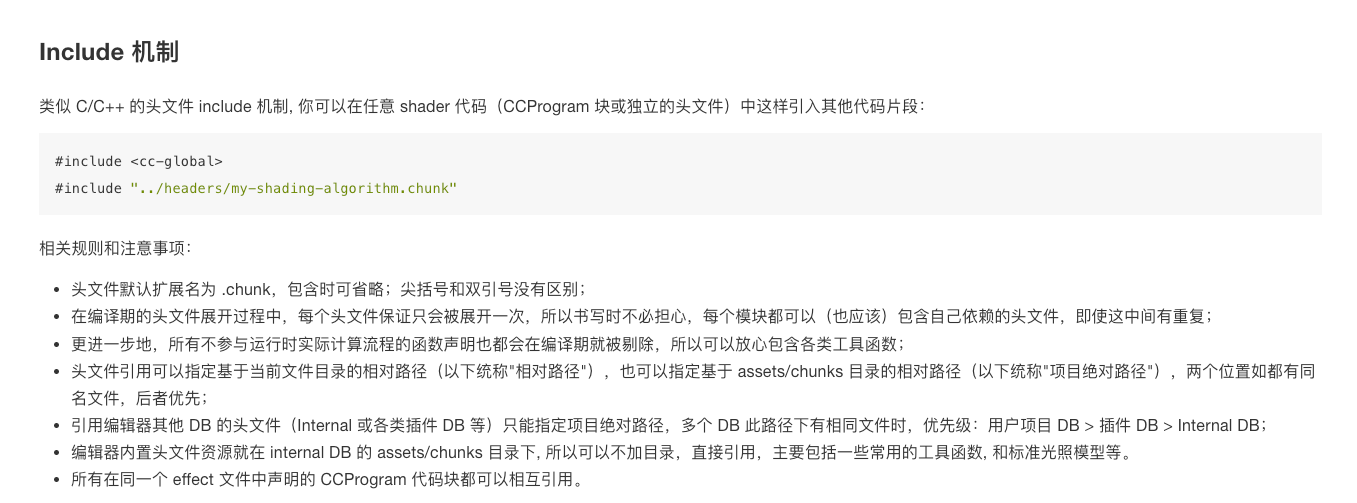 Include 机制
类似 C/C++ 的头文件 include 机制, 你可以在任意 shader 代码（CCProgram 块或独立的头文件）中这样引入其他代码片段：
#include <cc-global>
#include "../headers/my-shading-algorithm.chunk"
相关规则和注意事项：
• 头文件默认扩展名为 .chunk，包含时可省略；尖括号和双引号没有区别；
• 在编译期的头文件展开过程中，每个头文件保证只会被展开一次，所以书写时不必担心，每个模块都可以（也应该）包含自己依赖的头文件，即使这中间有重复；
• 更进一步地，所有不参与运行时实际计算流程的函数声明也都会在编译期就被剔除，所以可以放心包含各类工具函数；
• 头文件引用可以指定基于当前文件目录的相对路径（以下统称"相对路径"），也可以指定基于 assets/chunks 目录的相对路径（以下统称"项目绝对路径"），两个位置如都有同
名文件，后者优先；
• 引用编辑器其他 DB 的头文件（Internal 或各类插件 DB 等）只能指定项目绝对路径，多个 DB 此路径下有相同文件时，优先级：用户项目 DB > 插件 DB > Internal DB；
• 编辑器内置头文件资源就在 internal DB 的 assets/chunks 目录下, 所以可以不加目录，直接引用，主要包括一些常用的工具函数, 和标准光照模型等。
• 所有在同一个 effect 文件中声明的 CCProgram 代码块都可以相互引用。